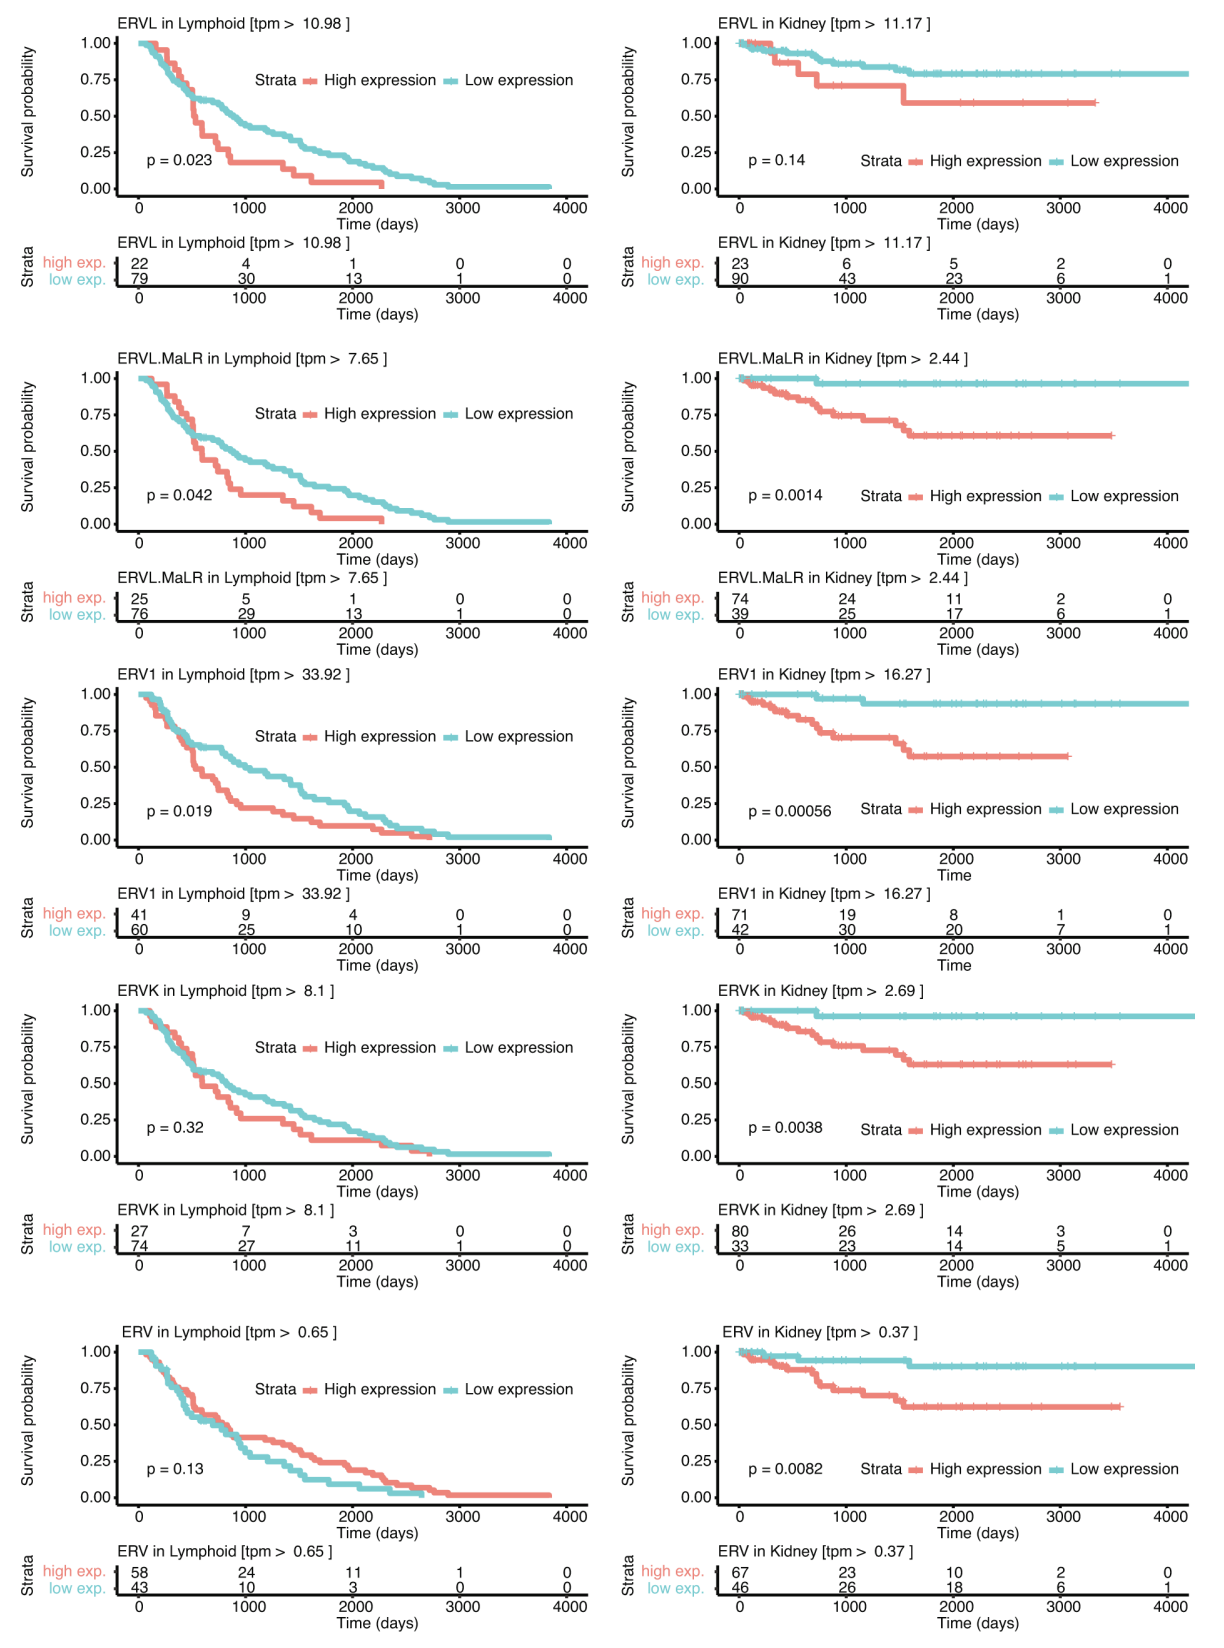 ERVL in Lymphoid [tpm > 10.98 ]
Survival probability
1.00
0.75
0.50
0.25
0.00
Strata High expression Low expression
p = 0.023
0 1000 2000 3000 4000
Time (days)
ERVL in Lymphoid [tpm > 10.98 ]
Strata
high exp. 22 4 1 0 0
low exp. 79 30 13 1 0
0 1000 2000 3000 4000
Time (days)
ERVL in Kidney [tpm > 11.17 ]
Survival probability
1.00
0.75
0.50
0.25
0.00
p = 0.14 Strata High expression Low expression
0 1000 2000 3000 4000
Time (days)
ERVL in Kidney [tpm > 11.17 ]
Strata
high exp. 23 6 5 2 0
low exp. 90 43 23 6 1
0 1000 2000 3000 4000
Time (days)
ERVL.MaLR in Lymphoid [tpm > 7.65 ]
Survival probability
1.00
0.75
0.50
0.25
0.00
Strata High expression Low expression
p = 0.042
0 1000 2000 3000 4000
Time (days)
ERVL.MaLR in Lymphoid [tpm > 7.65 ]
Strata
high exp. 25 5 1 0 0
low exp. 76 29 13 1 0
0 1000 2000 3000 4000
Time (days)
ERVL.MaLR in Kidney [tpm > 2.44 ]
Survival probability
1.00
0.75
0.50
0.25
0.00
p = 0.0014 Strata High expression Low expression
0 1000 2000 3000 4000
Time (days)
ERVL.MaLR in Kidney [tpm > 2.44 ]
Strata
high exp. 74 24 11 2 0
low exp. 39 25 17 6 1
0 1000 2000 3000 4000
Time (days)
ERV1 in Lymphoid [tpm > 33.92 ]
Survival probability
1.00
0.75
0.50
0.25
0.00
Strata High expression Low expression
p = 0.019
0 1000 2000 3000 4000
Time (days)
ERV1 in Lymphoid [tpm > 33.92 ]
Strata
high exp. 41 9 4 0 0
low exp. 60 25 10 1 0
0 1000 2000 3000 4000
Time (days)
ERV1 in Kidney [tpm > 16.27 ]
Survival probability
1.00
0.75
0.50
0.25
0.00
p = 0.00056 Strata High expression Low expression
0 1000 2000 3000 4000
Time
ERV1 in Kidney [tpm > 16.27 ]
Strata
high exp. 71 19 8 1 0
low exp. 42 30 20 7 1
0 1000 2000 3000 4000
Time
ERVK in Lymphoid [tpm > 8.1 ]
Survival probability
1.00
0.75
0.50
0.25
0.00
Strata High expression Low expression
p = 0.32
0 1000 2000 3000 4000
Time (days)
ERVK in Lymphoid [tpm > 8.1 ]
Strata
high exp. 27 7 3 0 0
low exp. 74 27 11 1 0
0 1000 2000 3000 4000
Time (days)
ERVK in Kidney [tpm > 2.69 ]
Survival probability
1.00
0.75
0.50
0.25
0.00
p = 0.0038 Strata High expression Low expression
0 1000 2000 3000 4000
Time (days)
ERVK in Kidney [tpm > 2.69 ]
Strata
high exp. 80 26 14 3 0
low exp. 33 23 14 5 1
0 1000 2000 3000 4000
Time (days)
ERV in Lymphoid [tpm > 0.65 ]
Survival probability
1.00
0.75
0.50
0.25
0.00
Strata High expression Low expression
p = 0.13
0 1000 2000 3000 4000
Time (days)
ERV in Lymphoid [tpm > 0.65 ]
Strata
high exp. 58 24 11 1 0
low exp. 43 10 3 0 0
0 1000 2000 3000 4000
Time (days)
ERV in Kidney [tpm > 0.37 ]
Survival probability
1.00
0.75
0.50
0.25
0.00
p = 0.0082 Strata High expression Low expression
0 1000 2000 3000 4000
Time (days)
ERV in Kidney [tpm > 0.37 ]
Strata
high exp. 67 23 10 2 0
low exp. 46 26 18 6 1
0 1000 2000 3000 4000
Time (days)